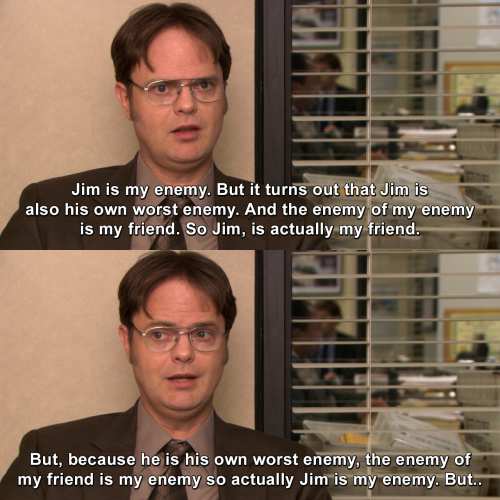 Jim is my enemy. But it turns out that Jim is
also his own worst enemy. And the enemy of my enemy
is my friend. So Jim, is actually my friend.
But, because he is his own worst enemy, the enemy of
my friend is my enemy so actually Jim is my enemy. But..